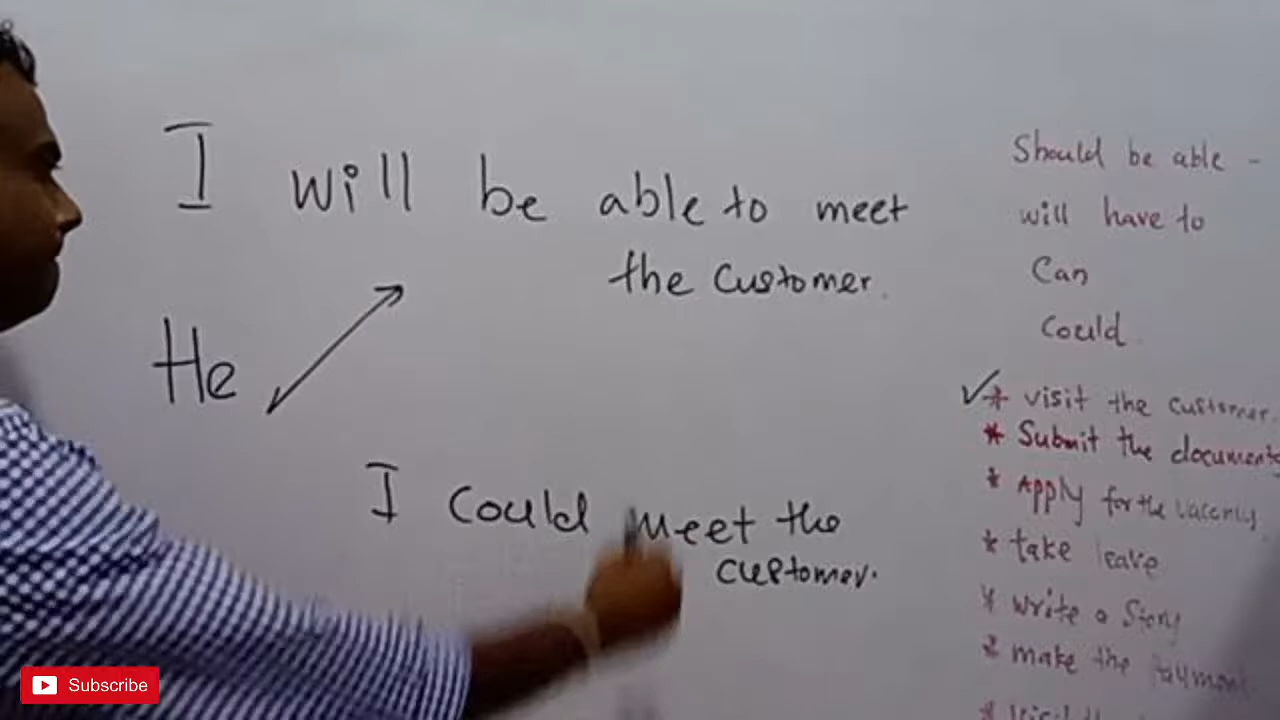 I will be able to meet
the customer.
He
I could meet the
customer.
Should be able -
will have to
Can
Could
* visit the customer.
* Submit the documents
* Apply for the vacancy
* take leave
* write a story
* make the
Subscribe